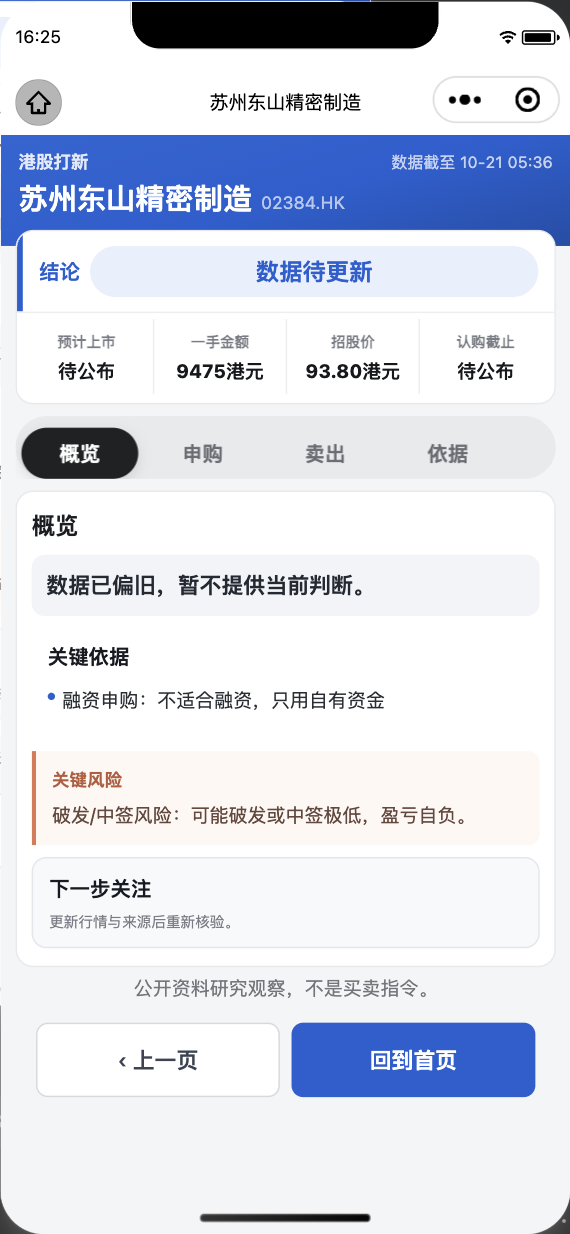 16:25
苏州东山精密制造
港股打新
数据截至 10-21 05:36
苏州东山精密制造 02384.HK
结论
数据待更新
预计上市 一手金额 招股价 认购截止
待公布 9475港元 93.80港元 待公布
概览 申购 卖出 依据
概览
数据已偏旧，暂不提供当前判断。
关键依据
• 融资申购：不适合融资，只用自有资金
关键风险
破发/中签风险：可能破发或中签极低，盈亏自负。
下一步关注
更新行情与来源后重新核验。
公开资料研究观察，不是买卖指令。
‹ 上一页 回到首页